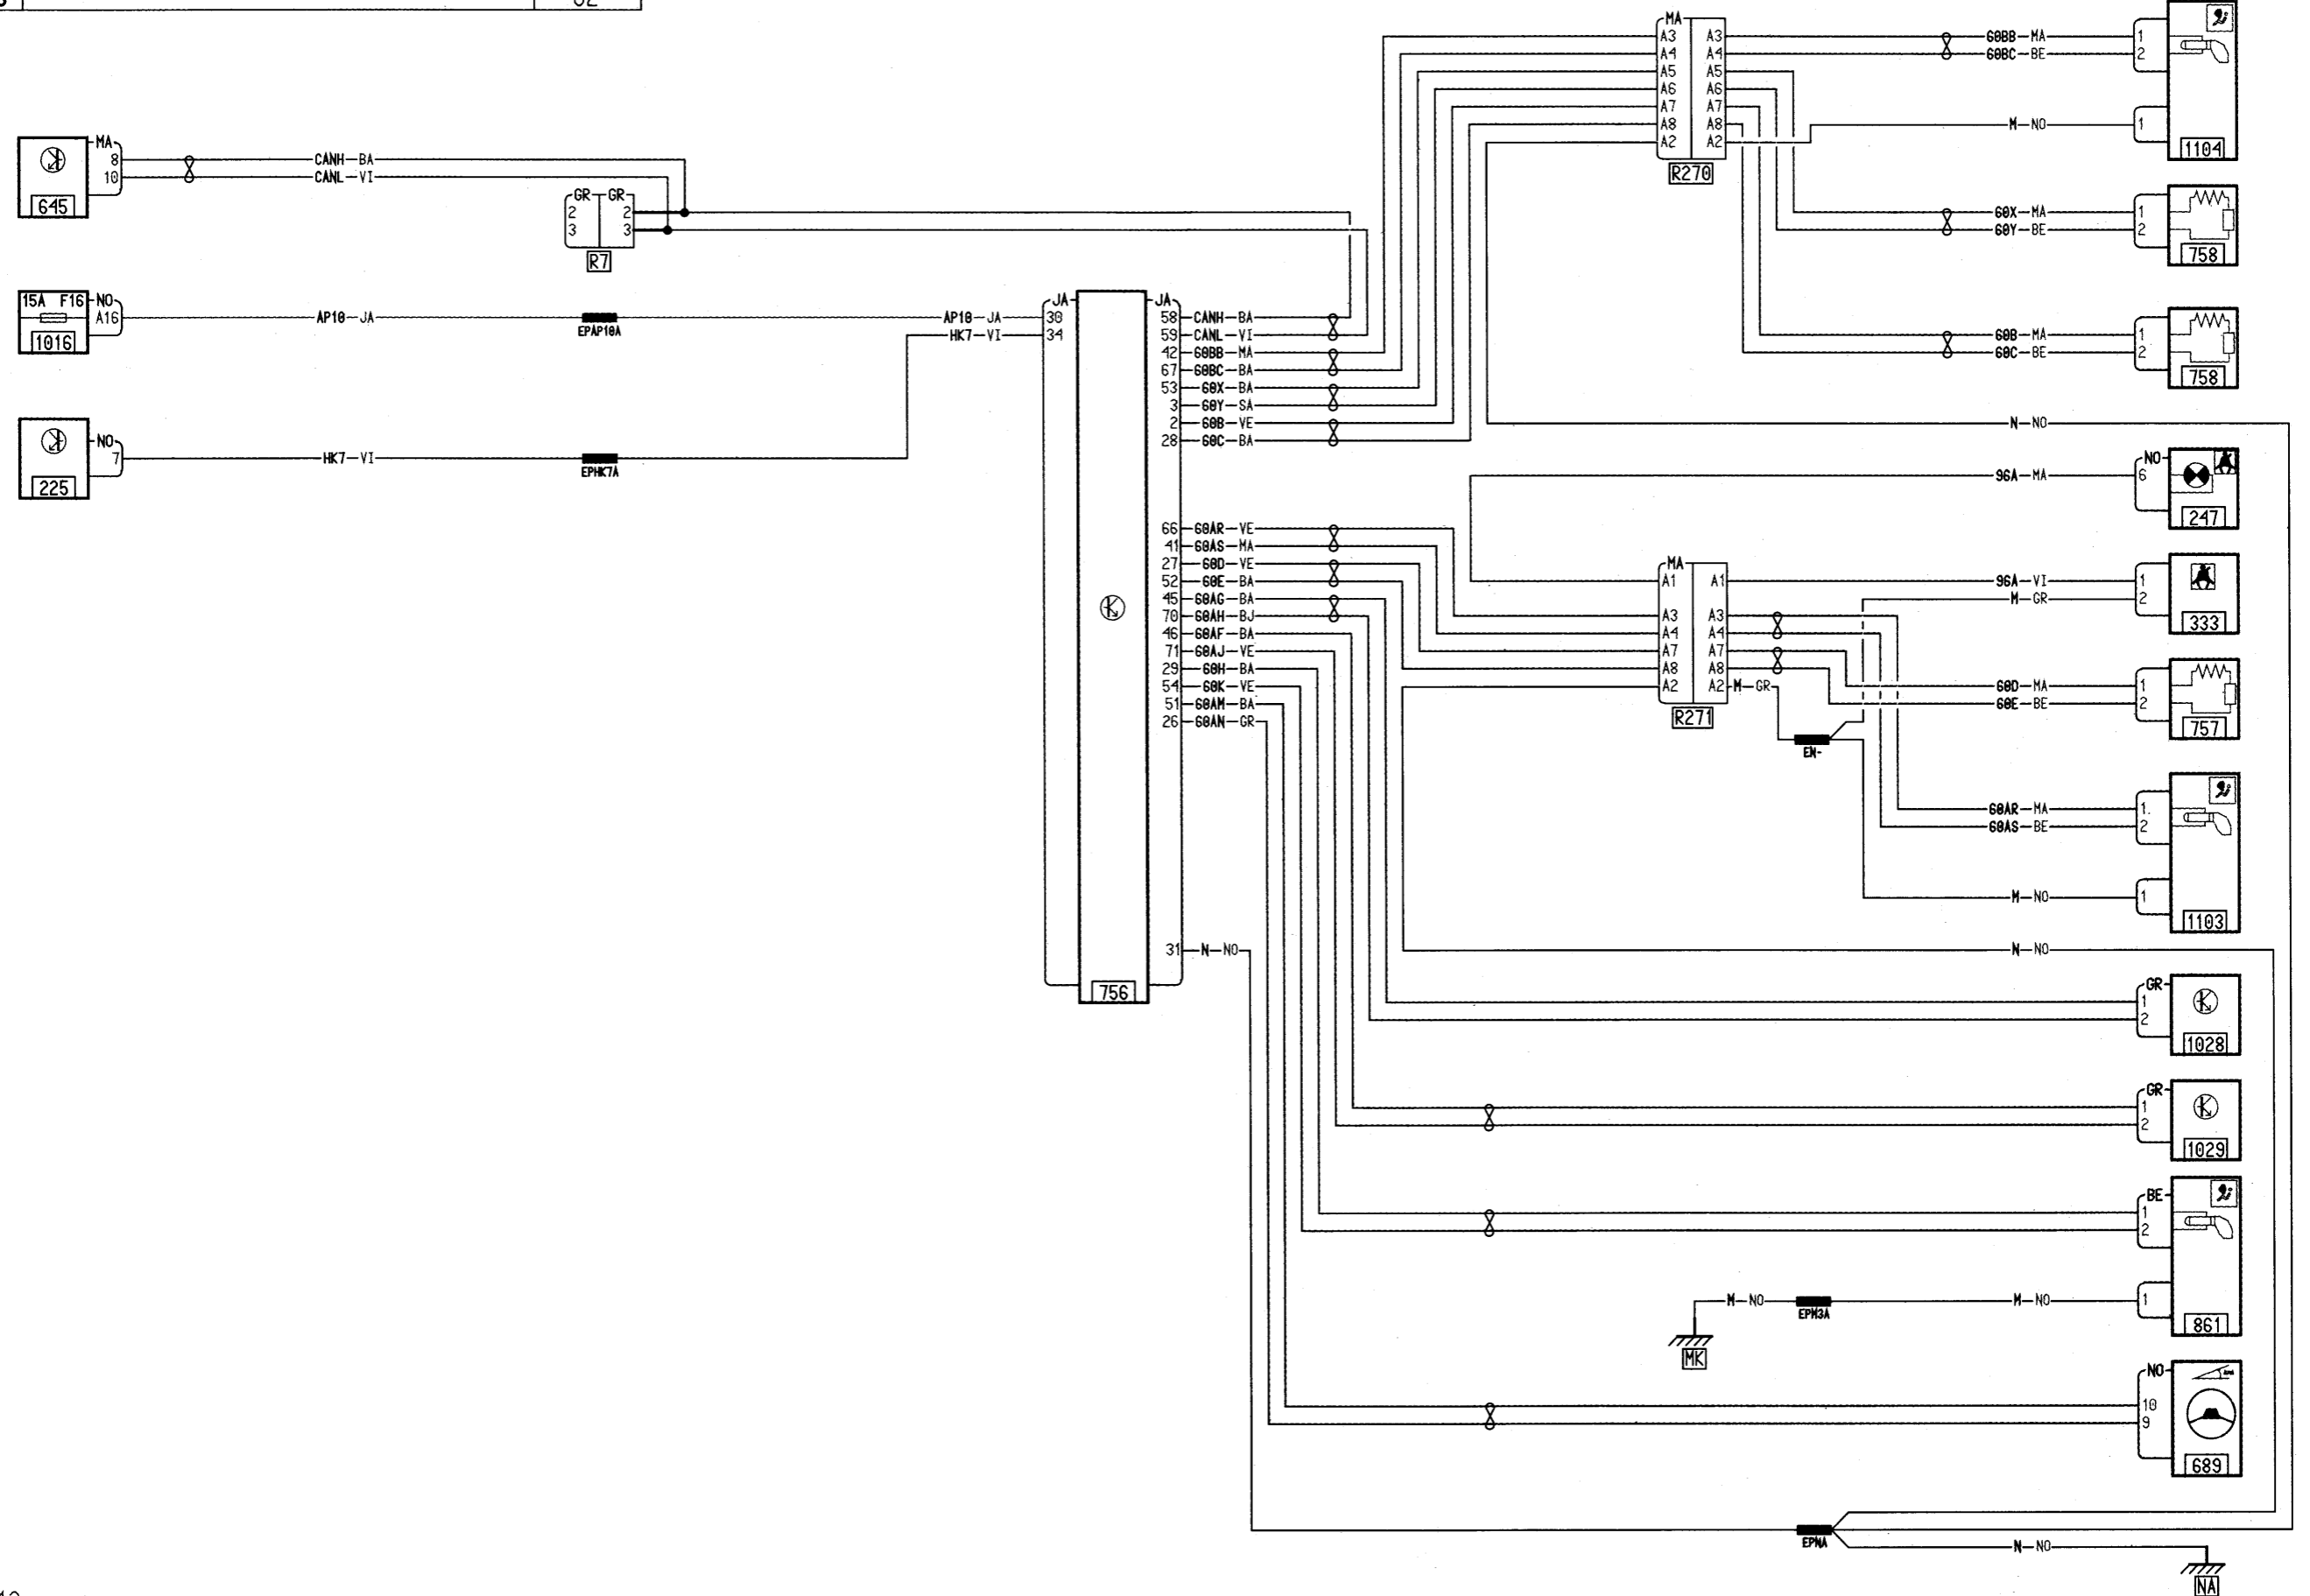 MA
8 CANH—BA
10 CANL—VI
645
GR GR
2 2
3 3
R7
15A F16 NO
A16 AP10—JA
EPAP10A
AP10—JA 30
1016
HK7—VI 34
NO
7 HK7—VI
EPHK7A
225
JA JA
58 CANH—BA
59 CANL—VI
42 60BB—MA
67 60BC—BA
53 60X—BA
3 60Y—SA
2 60B—VE
28 60C—BA
66 60AR—VE
41 60AS—MA
27 60D—VE
52 60E—BA
45 60AG—BA
70 60AH—BJ
46 60AF—BA
71 60AJ—VE
29 60H—BA
54 60K—VE
51 60AM—BA
26 60AN—GR
31 N—NO
756
MA
A3 A3
A4 A4
A5 A5
A6 A6
A7 A7
A8 A8
A2 A2
R270
60BB—MA 1
60BC—BE 2
M—NO 1
1104
60X—MA 1
60Y—BE 2
758
60B—MA 1
60C—BE 2
758
N—NO
NO
96A—MA 6
247
MA
A1 A1
A3 A3
A4 A4
A7 A7
A8 A8
A2 A2 M—GR
R271
EN-
96A—VI 1
M—GR 2
333
60D—MA 1
60E—BE 2
757
60AR—MA 1
60AS—BE 2
M—NO 1
1103
N—NO
GR
1
2
1028
GR
1
2
1029
BE
1
2
M—NO EPM3A M—NO 1
861
MK
NO
10
9
689
EPNA
N—NO
NA